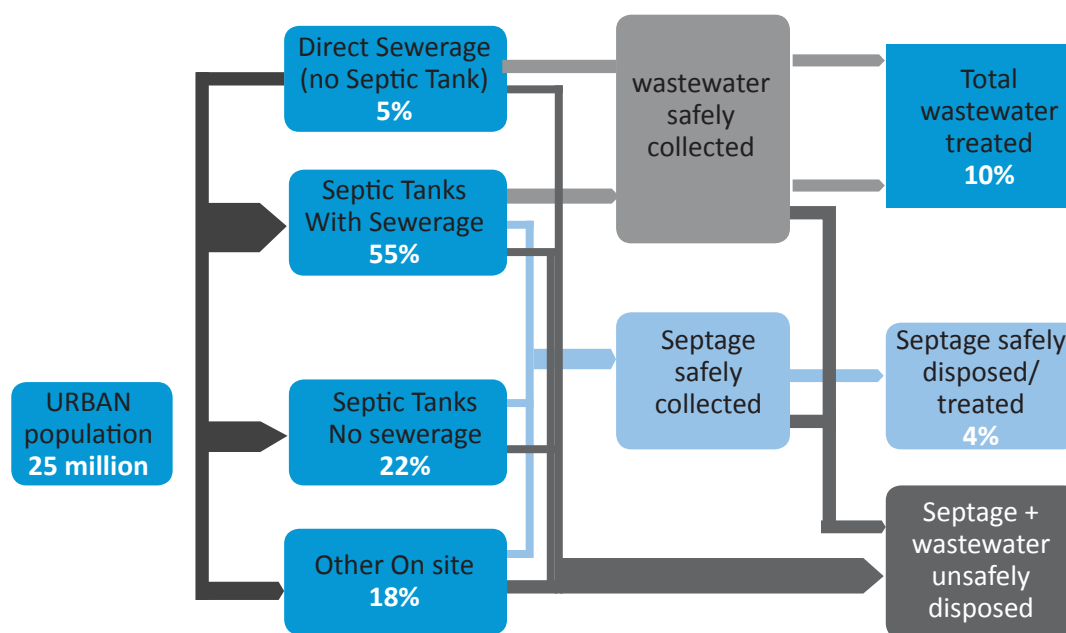 URBAN
population
25 million
Direct Sewerage
(no Septic Tank)
5%
Septic Tanks
With Sewerage
55%
Septic Tanks
No sewerage
22%
Other On site
18%
wastewater
safely
collected
Septage
safely
collected
Total
wastewater
treated
10%
Septage safely
disposed/
treated
4%
Septage +
wastewater
unsafely
disposed